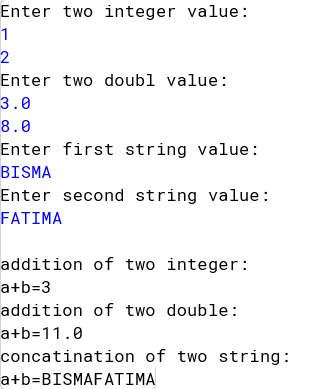 Enter two integer value:
1
2
Enter two doubl value:
3.0
8.0
Enter first string value:
BISMA
Enter second string value:
FATIMA
addition of two integer:
a+b=3
addition of two double:
a+b=11.0
concatination of two string:
a+b=BISMAFATIMA